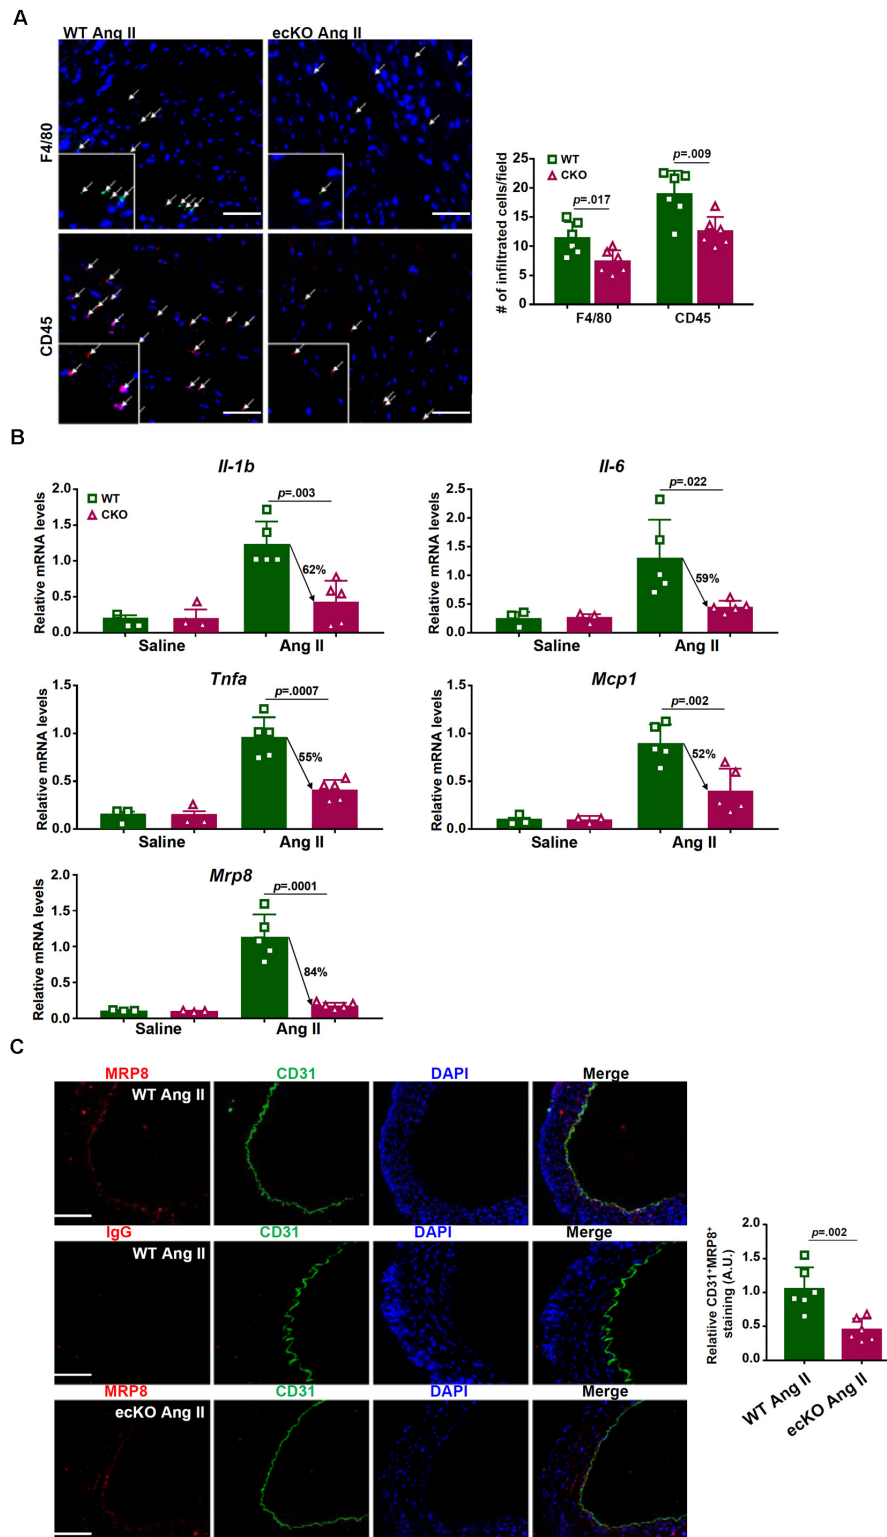 A
WT Ang II
ecKO Ang II
F4/80
CD45
# of infiltrated cells/field
25
20
15
10
5
0
WT
CKO
p=.017
p=.009
F4/80
CD45
B
Il-1b
Relative mRNA levels
2.0
1.5
1.0
0.5
0.0
WT
CKO
p=.003
62%
Saline
Ang II
Il-6
Relative mRNA levels
2.5
2.0
1.5
1.0
0.5
0.0
p=.022
59%
Saline
Ang II
Tnfa
Relative mRNA levels
1.5
1.0
0.5
0.0
p=.0007
55%
Saline
Ang II
Mcp1
Relative mRNA levels
1.5
1.0
0.5
0.0
p=.002
52%
Saline
Ang II
Mrp8
Relative mRNA levels
2.0
1.5
1.0
0.5
0.0
p=.0001
84%
Saline
Ang II
C
MRP8
CD31
DAPI
Merge
WT Ang II
IgG
CD31
DAPI
Merge
WT Ang II
MRP8
CD31
DAPI
Merge
ecKO Ang II
Relatiive CD31+MRP8+
staining (A.U.)
2.0
1.5
1.0
0.5
0.0
p=.002
WT Ang II
ecKO Ang II